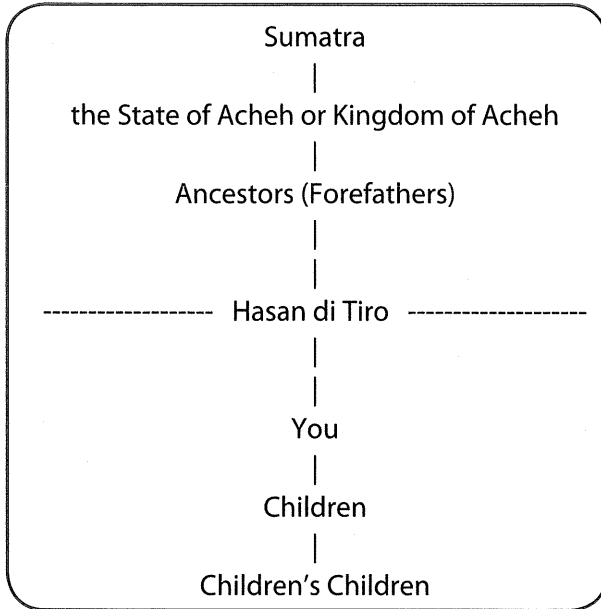 Sumatra
the State of Acheh or Kingdom of Acheh
Ancestors (Forefathers)
Hasan di Tiro
You
Children
Children's Children